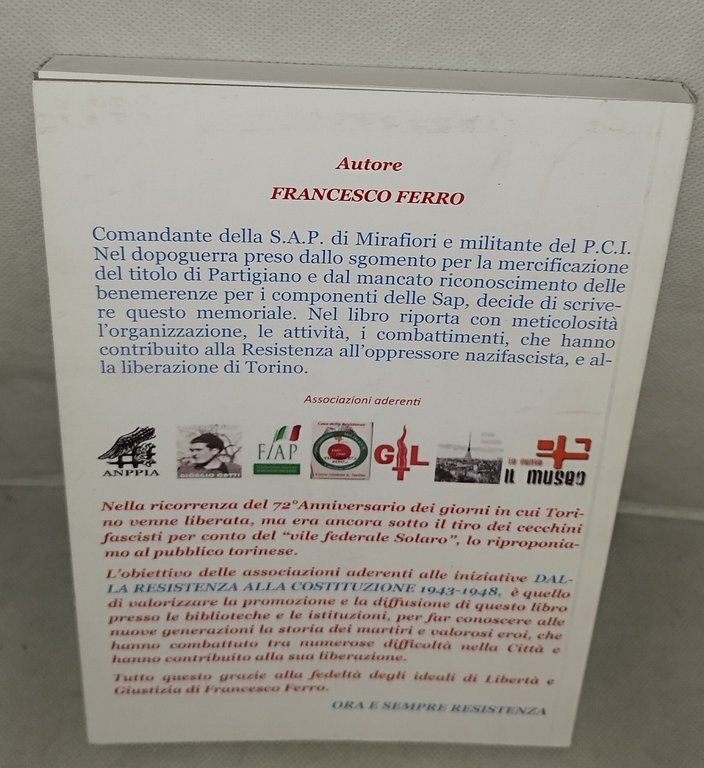 Autore
FRANCESCO FERRO
Comandante della S.A.P. di Mirafiori e militante del P.C.I.
Nel dopoguerra preso dallo sgomento per la mercificazione
del titolo di Partigiano e dal mancato riconoscimento delle
benemerenze per i componenti delle Sap, decide di scrive-
re questo memoriale. Nel libro riporta con meticolosità
l'organizzazione, le attività, i combattimenti, che hanno
contribuito alla Resistenza all'oppressore nazifascista, e al-
la liberazione di Torino.
Associazioni aderenti
ANPPIA
GIORGIO CATTI
FIAP
GL
IL MUSEO
Nella ricorrenza del 72°Anniversario dei giorni in cui Tori-
no venne liberata, ma era ancora sotto il tiro dei cecchini
fascisti per conto del "vile federale Solaro", lo riproponia-
mo al pubblico torinese.
L'obiettivo delle associazioni aderenti alle iniziative DAL-
LA RESISTENZA ALLA COSTITUZIONE 1943-1948, è quello
di valorizzare la promozione e la diffusione di questo libro
presso le biblioteche e le istituzioni, per far conoscere alle
nuove generazioni la storia dei martiri e valorosi eroi, che
hanno combattuto tra numerose difficoltà nella Città e
hanno contribuito alla sua liberazione.
Tutto questo grazie alla fedeltà degli ideali di Libertà e
Giustizia di Francesco Ferro.
ORA E SEMPRE RESISTENZA